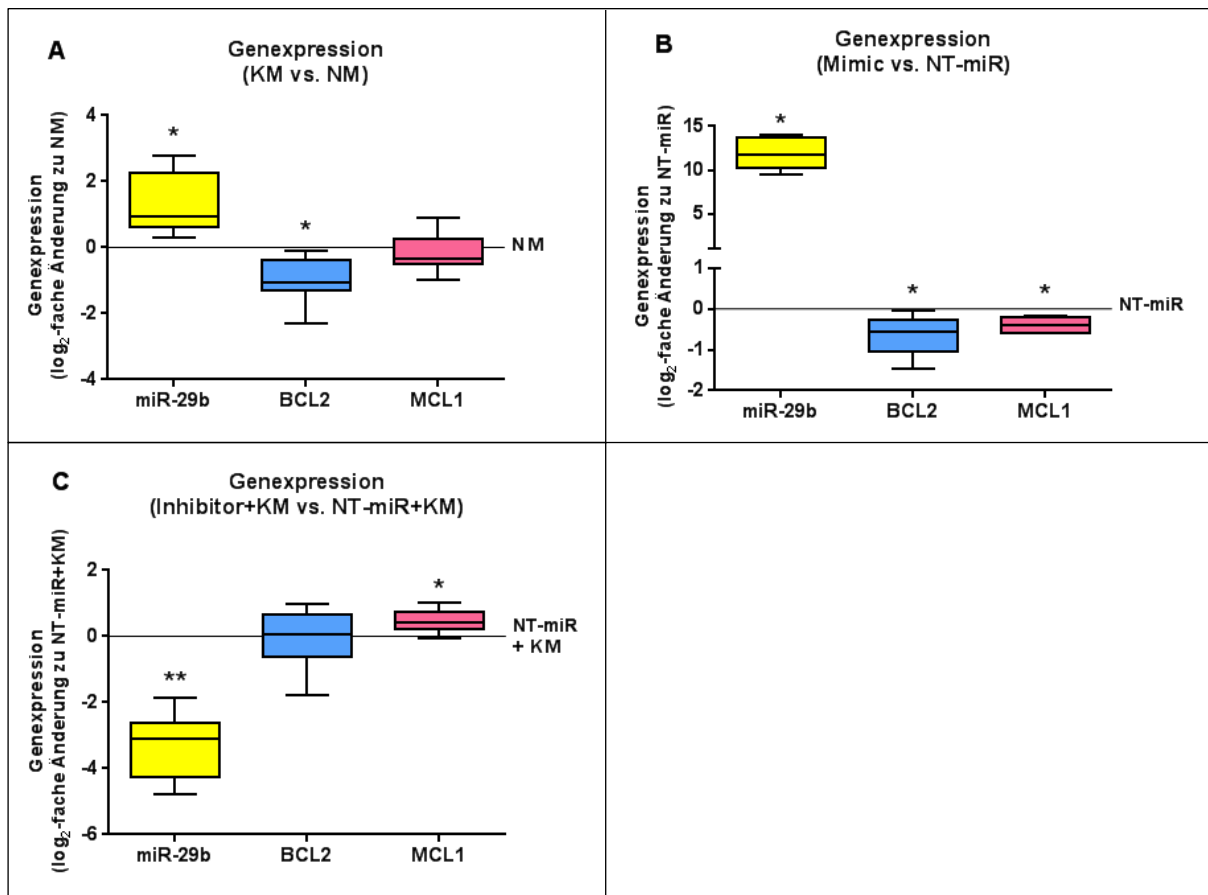 A
Genexpression
(KM vs. NM)
Genexpression
(log₂-fache Änderung zu NM)
4
2
0
-2
-4
*
*
NM
miR-29b
BCL2
MCL1
B
Genexpression
(Mimic vs. NT-miR)
Genexpression
(log₂-fache Änderung zu NT-miR)
15
10
5
1
0
-1
-2
*
*
*
NT-miR
miR-29b
BCL2
MCL1
C
Genexpression
(Inhibitor+KM vs. NT-miR+KM)
Genexpression
(log₂-fache Änderung zu NT-miR+KM)
2
0
-2
-4
-6
**
*
NT-miR
+ KM
miR-29b
BCL2
MCL1